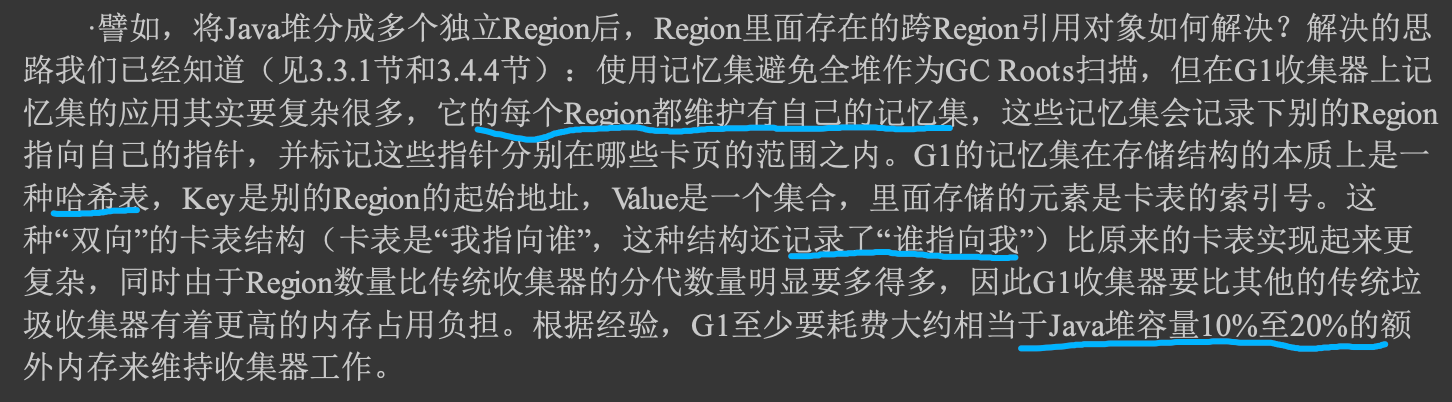 ·譬如，将Java堆分成多个独立Region后，Region里面存在的跨Region引用对象如何解决？解决的思
路我们已经知道（见3.3.1节和3.4.4节）：使用记忆集避免全堆作为GC Roots扫描，但在G1收集器上记
忆集的应用其实要复杂很多，它的每个Region都维护有自己的记忆集，这些记忆集会记录下别的Region
指向自己的指针，并标记这些指针分别在哪些卡页的范围之内。G1的记忆集在存储结构的本质上是一
种哈希表，Key是别的Region的起始地址，Value是一个集合，里面存储的元素是卡表的索引号。这
种“双向”的卡表结构（卡表是“我指向谁”，这种结构还记录了“谁指向我”）比原来的卡表实现起来更
复杂，同时由于Region数量比传统收集器的分代数量明显要多得多，因此G1收集器要比其他的传统垃
圾收集器有着更高的内存占用负担。根据经验，G1至少要耗费大约相当于Java堆容量10%至20%的额
外内存来维持收集器工作。